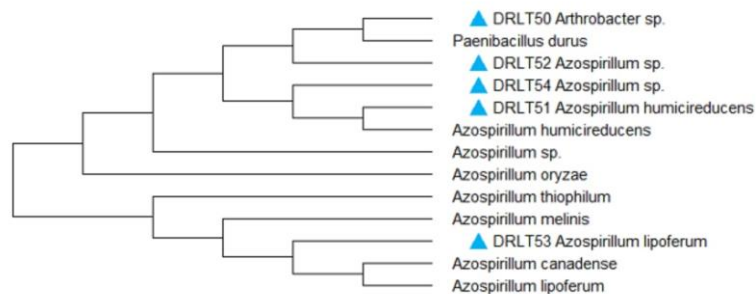 DRLT50 Arthrobacter sp.
Paenibacillus durus
DRLT52 Azospirillum sp.
DRLT54 Azospirillum sp.
DRLT51 Azospirillum humicireducens
Azospirillum humicireducens
Azospirillum sp.
Azospirillum oryzae
Azospirillum thiophilum
Azospirillum melinis
DRLT53 Azospirillum lipoferum
Azospirillum canadense
Azospirillum lipoferum